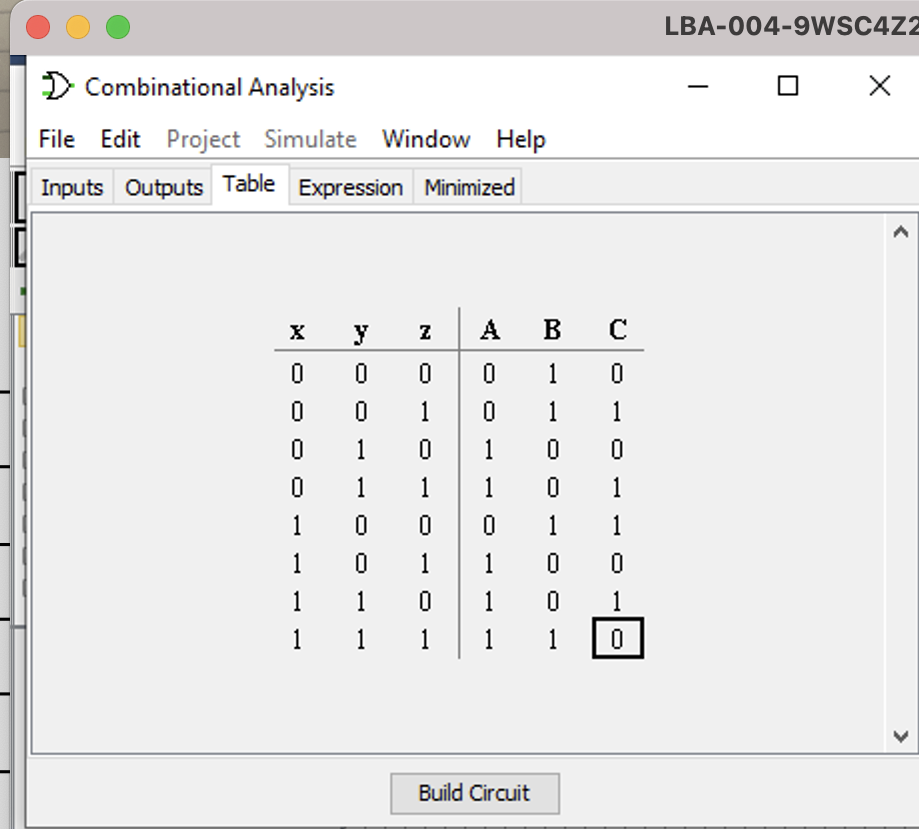 LBA-004-9WSC4Z2
Combinational Analysis
File Edit Project Simulate Window Help
Inputs Outputs Table Expression Minimized
x y z A B C
0 0 0 0 1 0
0 0 1 0 1 1
0 1 0 1 0 0
0 1 1 1 0 1
1 0 0 0 1 1
1 0 1 1 0 0
1 1 0 1 0 1
1 1 1 1 1 0
Build Circuit